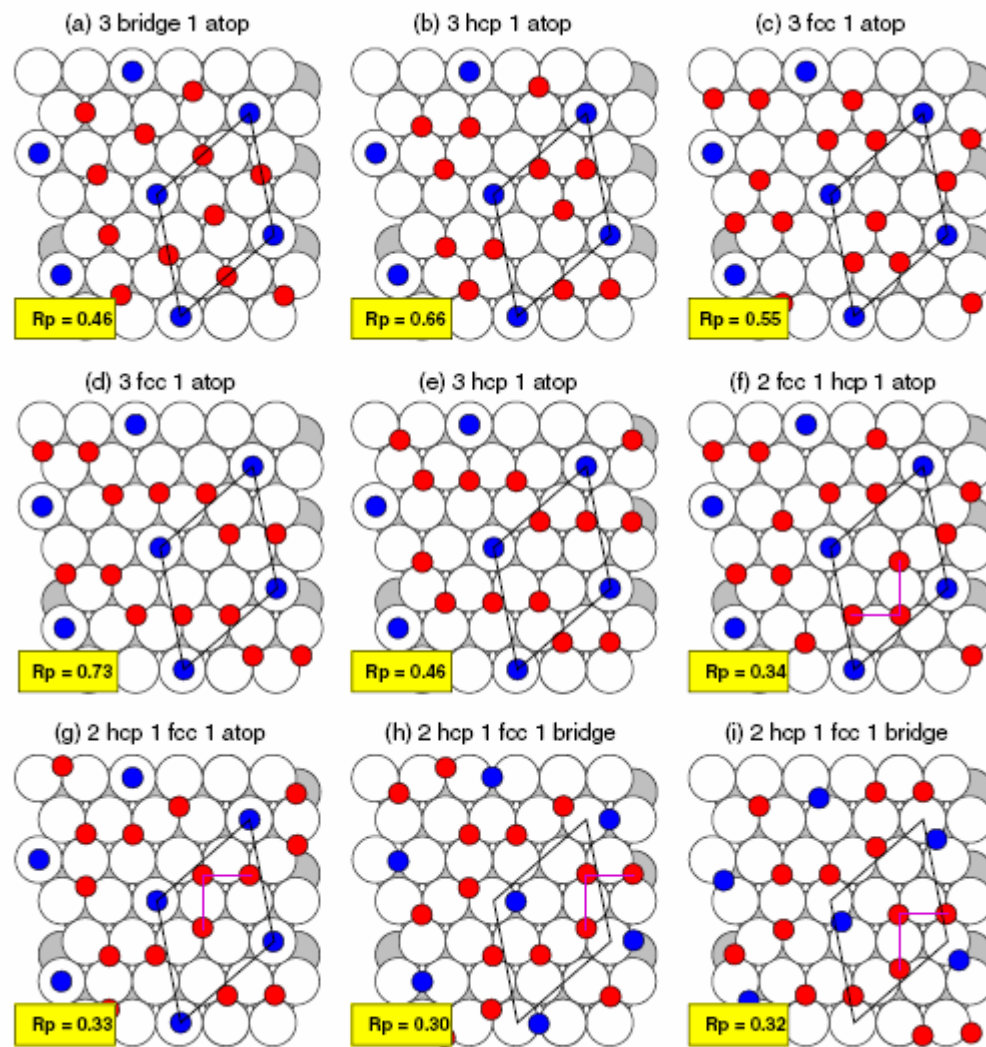 (a) 3 bridge 1 atop
(b) 3 hcp 1 atop
(c) 3 fcc 1 atop
Rp = 0.46
Rp = 0.66
Rp = 0.55
(d) 3 fcc 1 atop
(e) 3 hcp 1 atop
(f) 2 fcc 1 hcp 1 atop
Rp = 0.73
Rp = 0.46
Rp = 0.34
(g) 2 hcp 1 fcc 1 atop
(h) 2 hcp 1 fcc 1 bridge
(i) 2 hcp 1 fcc 1 bridge
Rp = 0.33
Rp = 0.30
Rp = 0.32